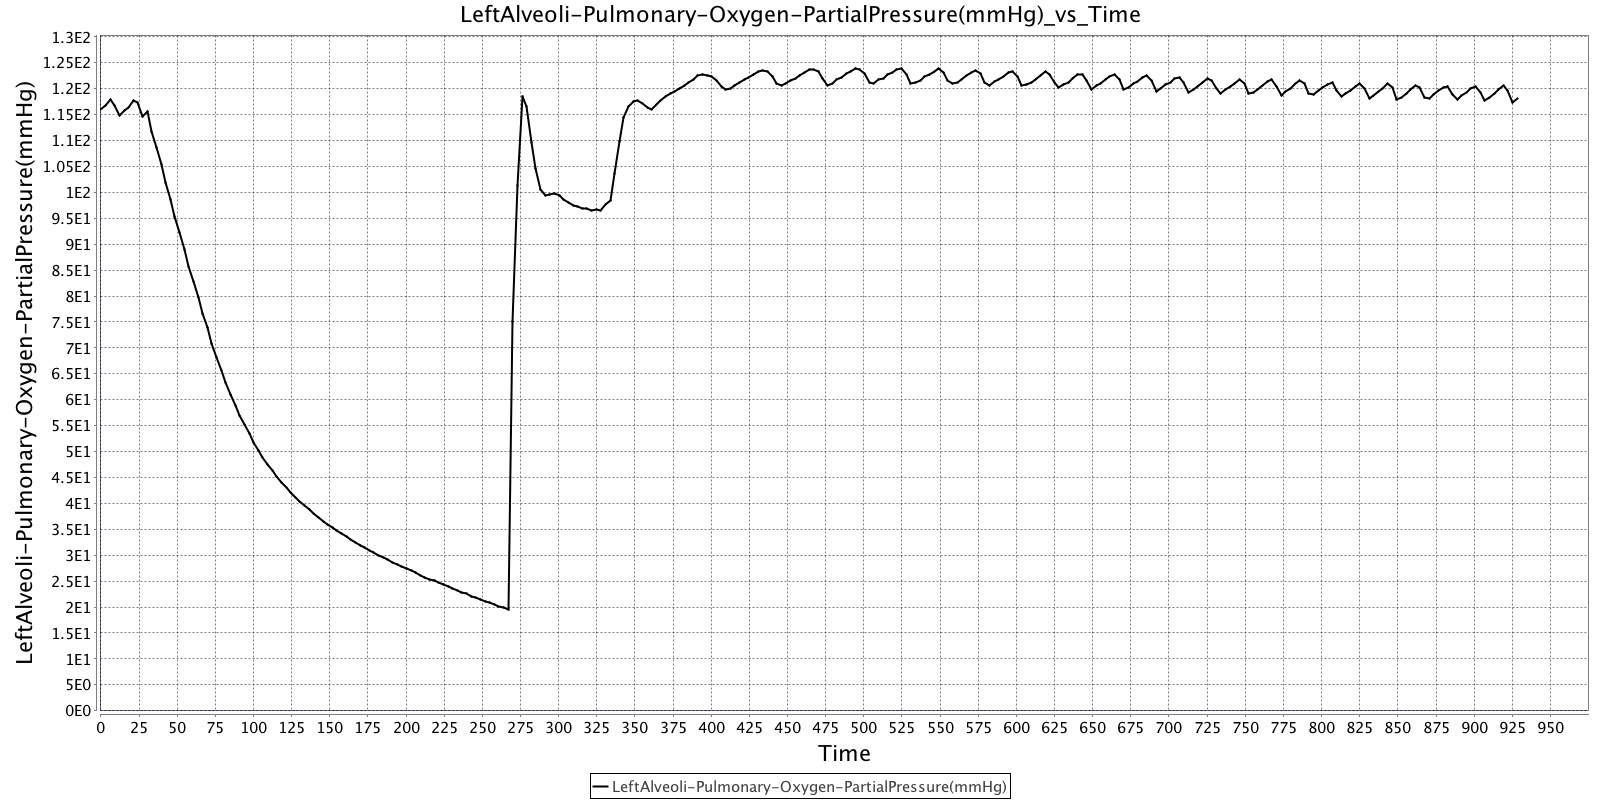 LeftAlveoli-Pulmonary-Oxygen-PartialPressure(mmHg)_vs_Time
LeftAlveoli-Pulmonary-Oxygen-PartialPressure(mmHg)
1.3E2
1.25E2
1.2E2
1.15E2
1.1E2
1.05E2
1E2
9.5E1
9E1
8.5E1
8E1
7.5E1
7E1
6.5E1
6E1
5.5E1
5E1
4.5E1
4E1
3.5E1
3E1
2.5E1
2E1
1.5E1
1E1
5E0
0E0
0 25 50 75 100 125 150 175 200 225 250 275 300 325 350 375 400 425 450 475 500 525 550 575 600 625 650 675 700 725 750 775 800 825 850 875 900 925 950
Time
LeftAlveoli-Pulmonary-Oxygen-PartialPressure(mmHg)